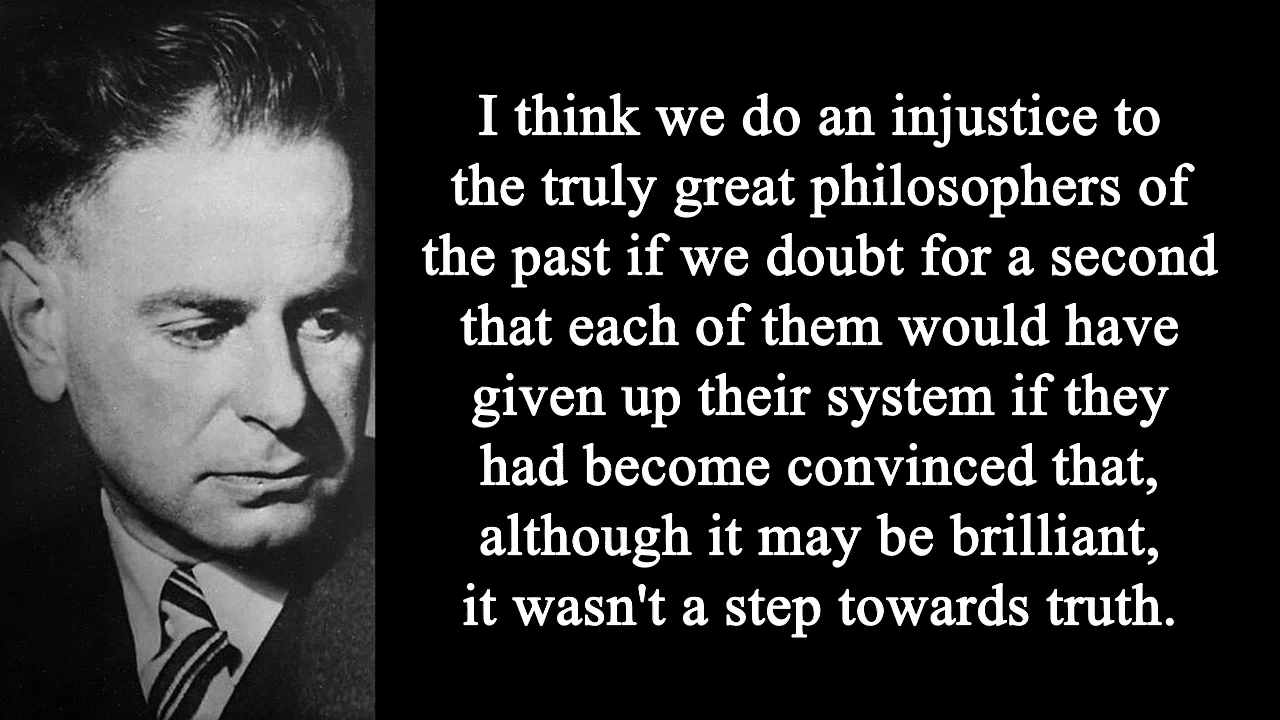 I think we do an injustice to
the truly great philosophers of
the past if we doubt for a second
that each of them would have
given up their system if they
had become convinced that,
although it may be brilliant,
it wasn't a step towards truth.